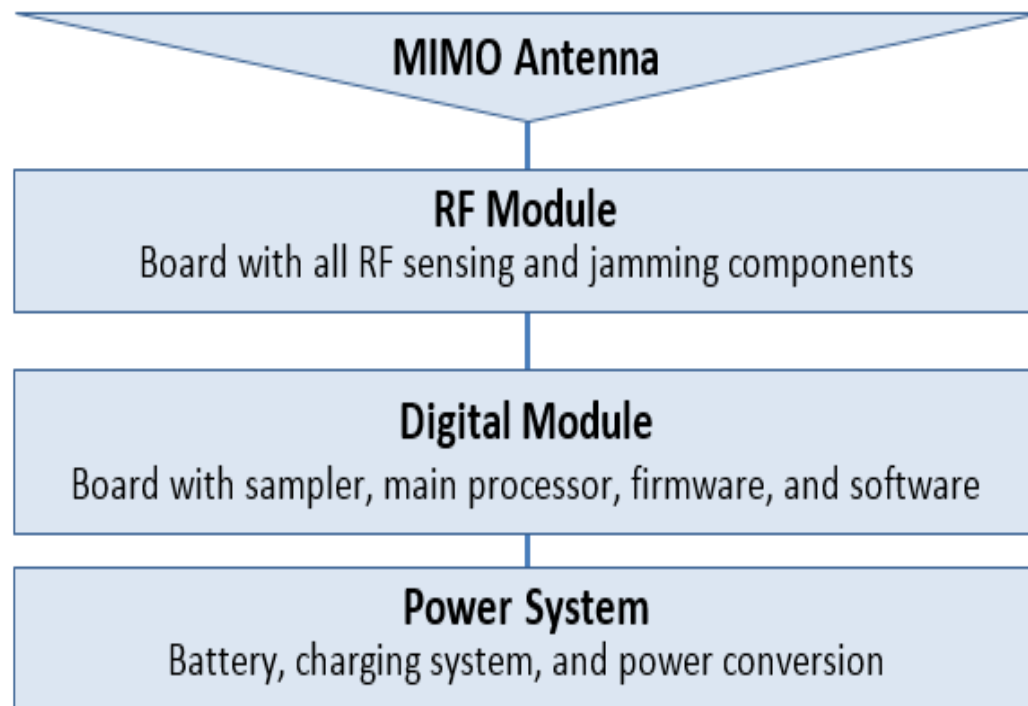 MIMO Antenna
RF Module
Board with all RF sensing and jamming components
Digital Module
Board with sampler, main processor, firmware, and software
Power System
Battery, charging system, and power conversion